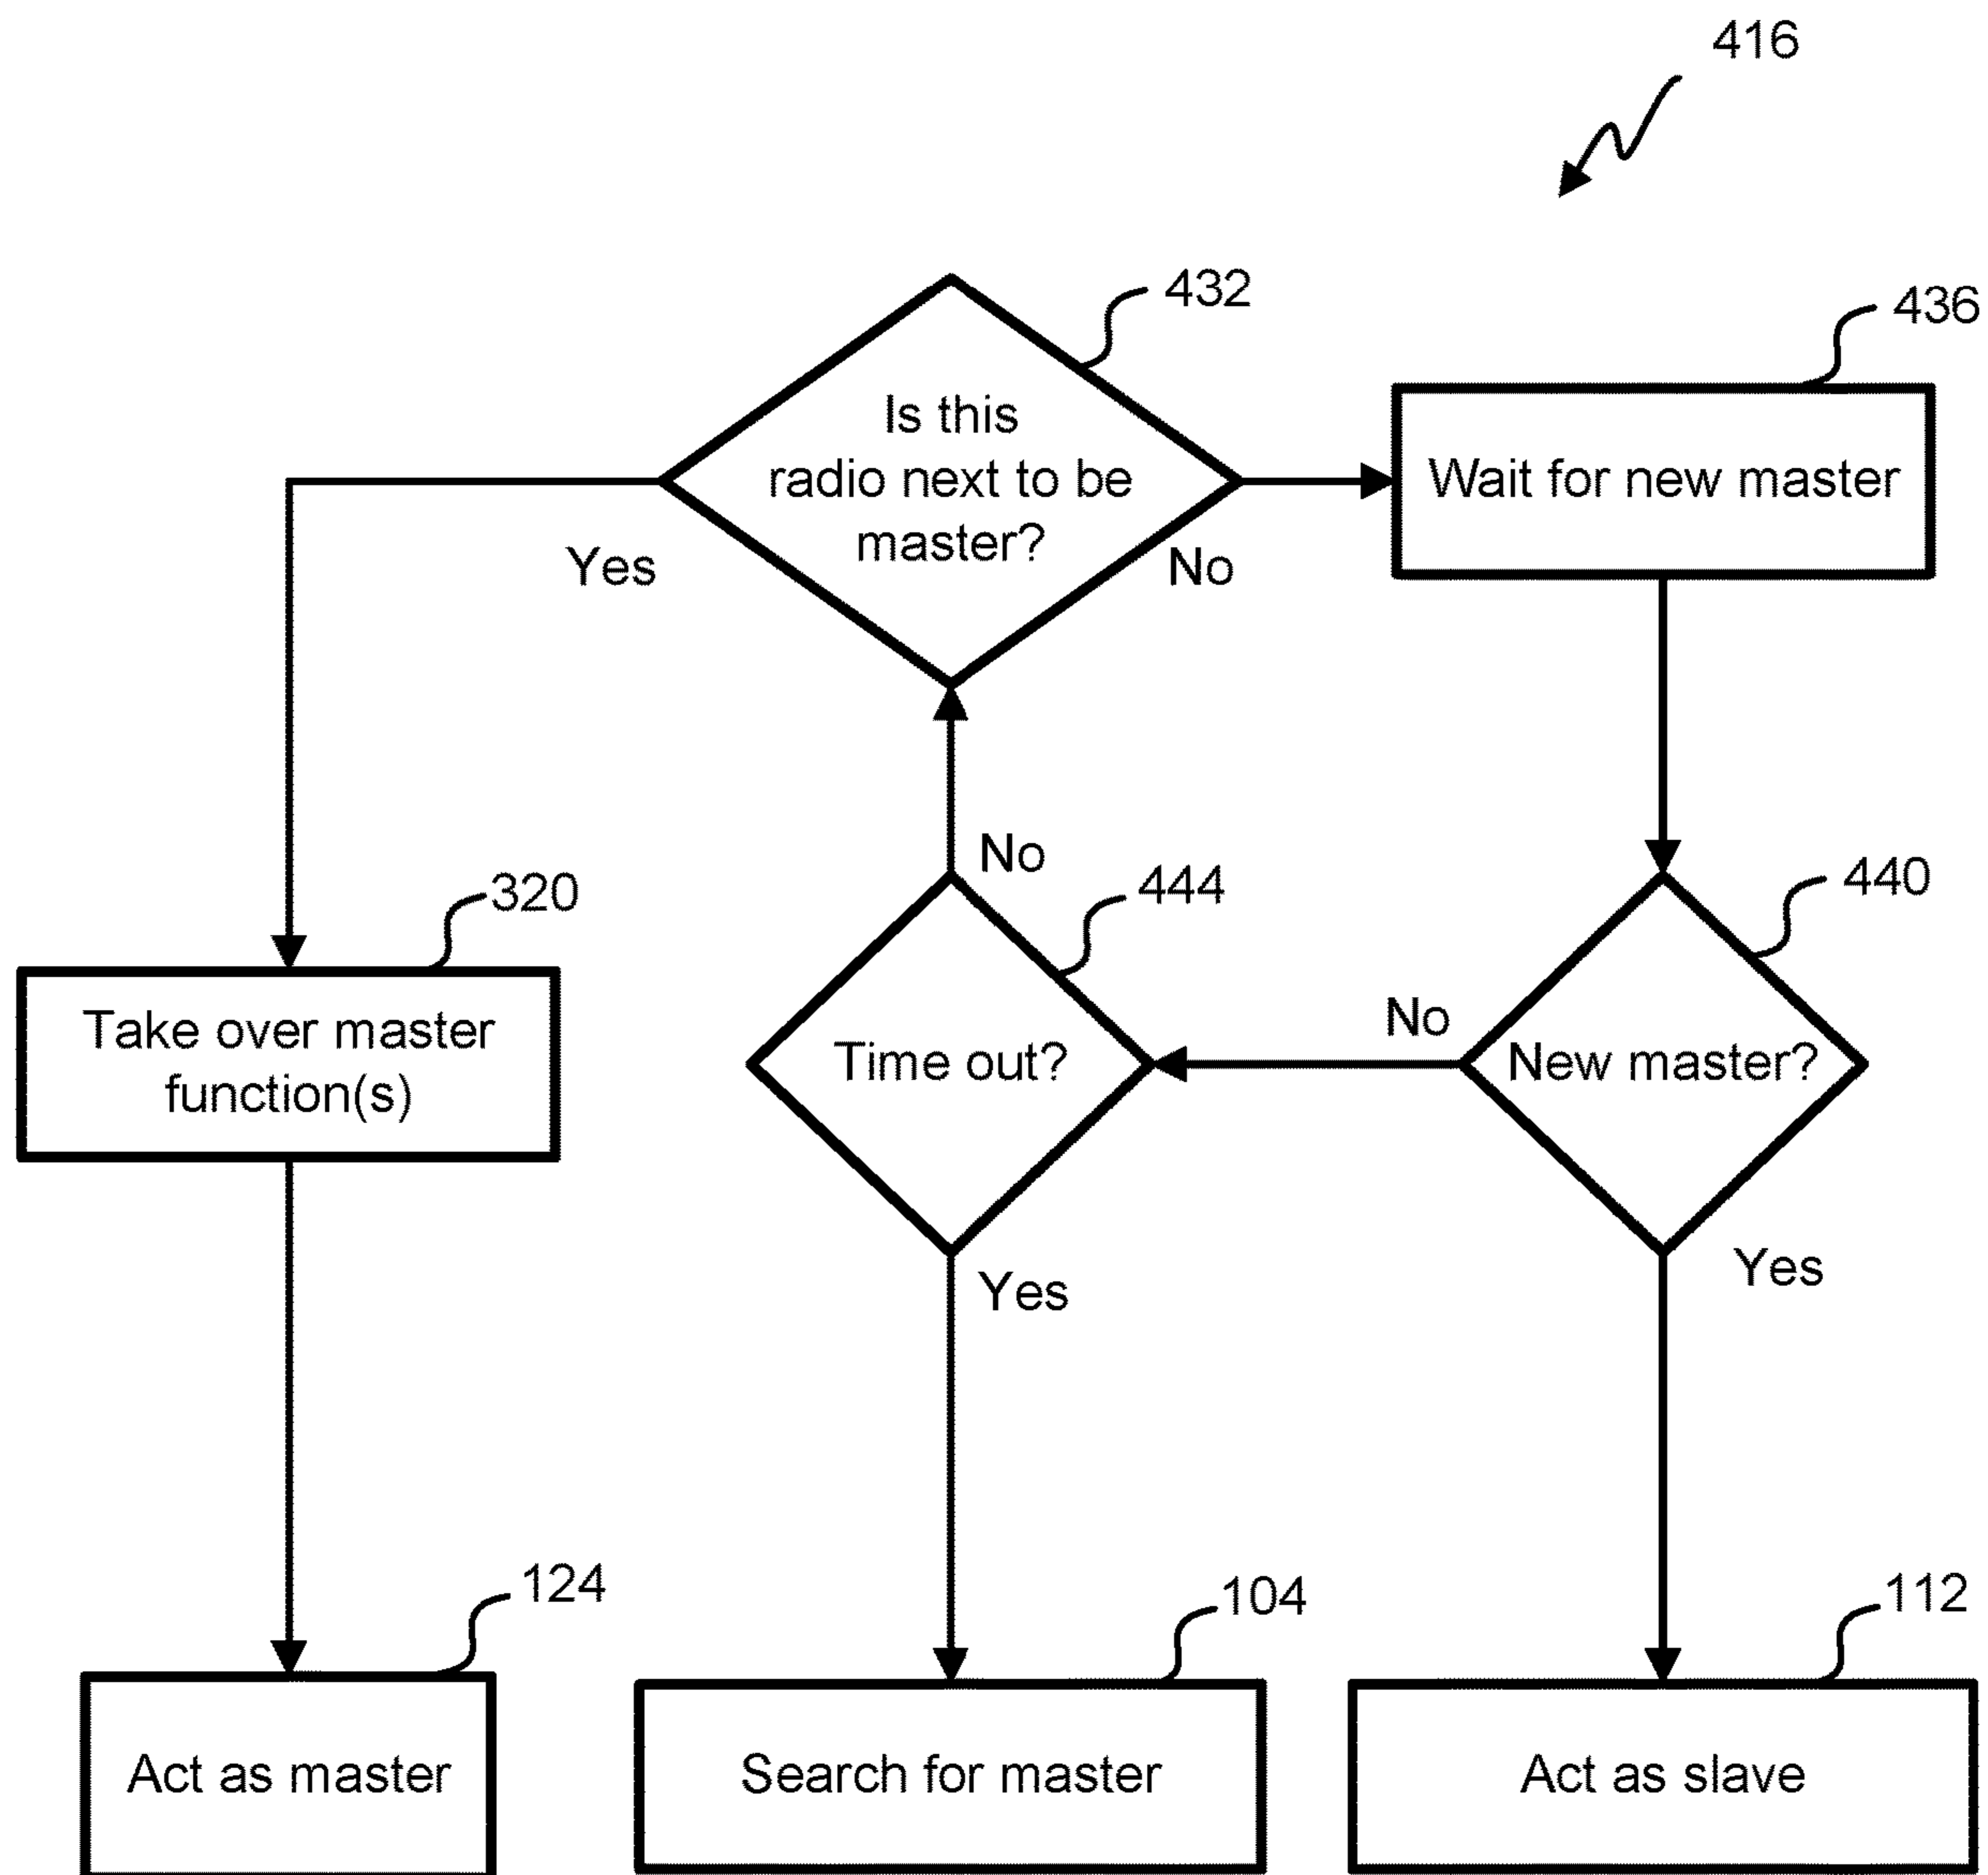 416
432
436
Is this
radio next to be
master?
Wait for new master
Yes
No
No
320
444
440
Take over master
function(s)
Time out?
No
New master?
Yes
Yes
124
104
112
Act as master
Search for master
Act as slave